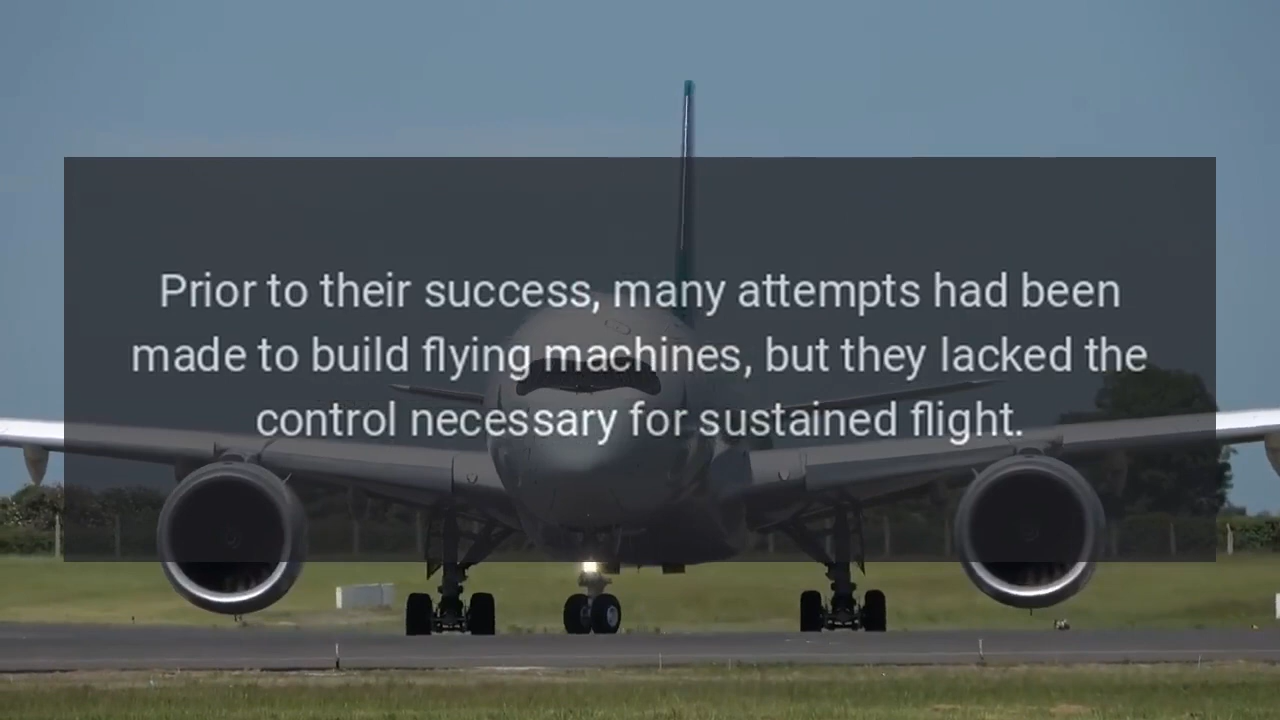 Prior to their success, many attempts had been
made to build flying machines, but they lacked the
control necessary for sustained flight.